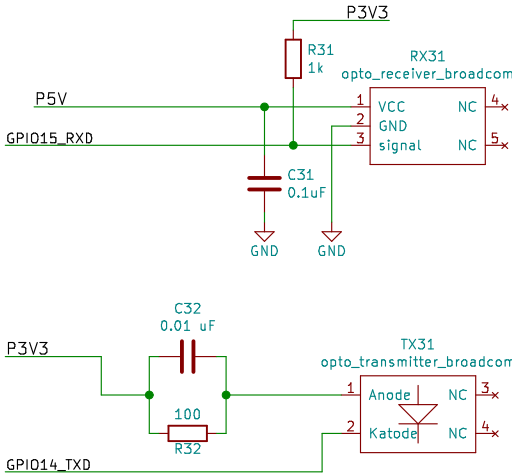 P3V3
R31
1k
RX31
opto_receiver_broadcom
P5V
1 VCC NC 4
2 GND
GPIO15_RXD
3 signal NC 5
C31
0.1uF
GND GND
C32
0.01 uF
P3V3
TX31
opto_transmitter_broadcom
1 Anode NC 3
100
2 Katode NC 4
R32
GPIO14_TXD